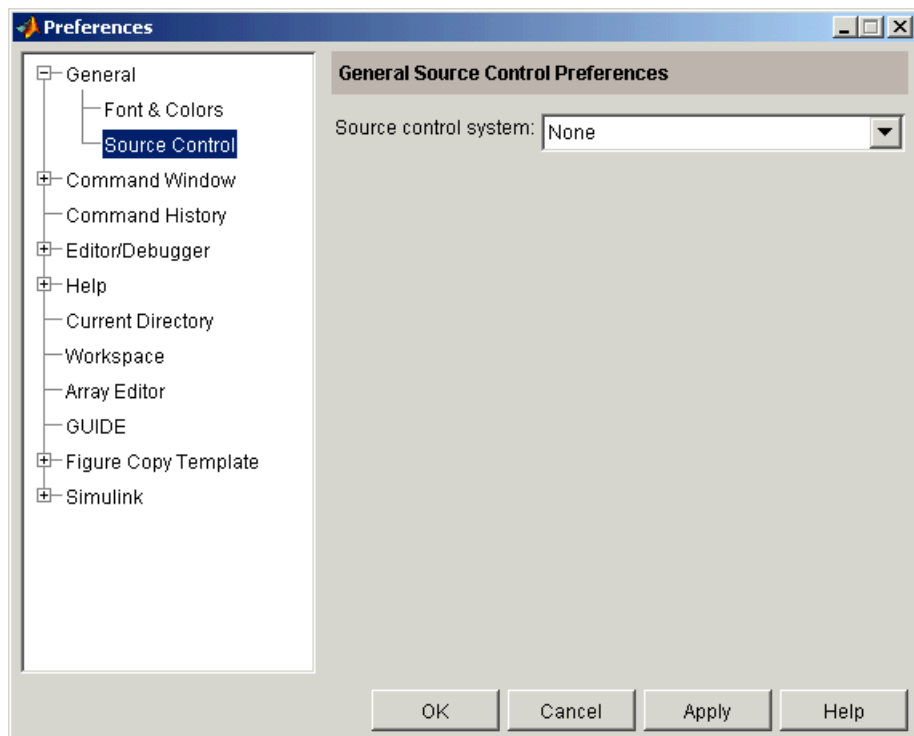 Preferences
General
Font & Colors
Source Control
Command Window
Command History
Editor/Debugger
Help
Current Directory
Workspace
Array Editor
GUIDE
Figure Copy Template
Simulink
General Source Control Preferences
Source control system: None
OK Cancel Apply Help